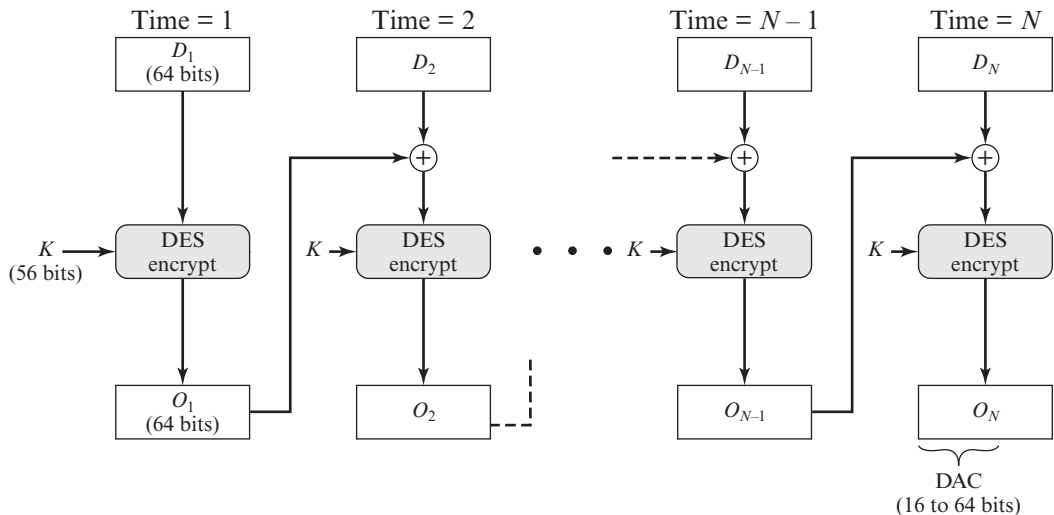 Time = 1
Time = 2
Time = N – 1
Time = N
D1
(64 bits)
D2
DN–1
DN
+
+
+
K
(56 bits)
DES
encrypt
K
DES
encrypt
• • •
K
DES
encrypt
K
DES
encrypt
O1
(64 bits)
O2
ON–1
ON
DAC
(16 to 64 bits)